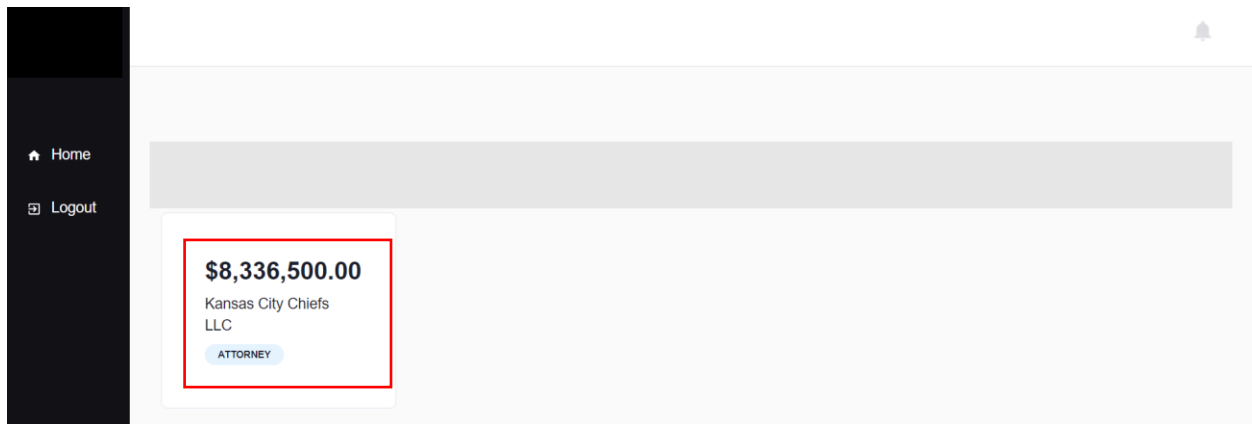 Home
Logout
$8,336,500.00
Kansas City Chiefs
LLC
ATTORNEY